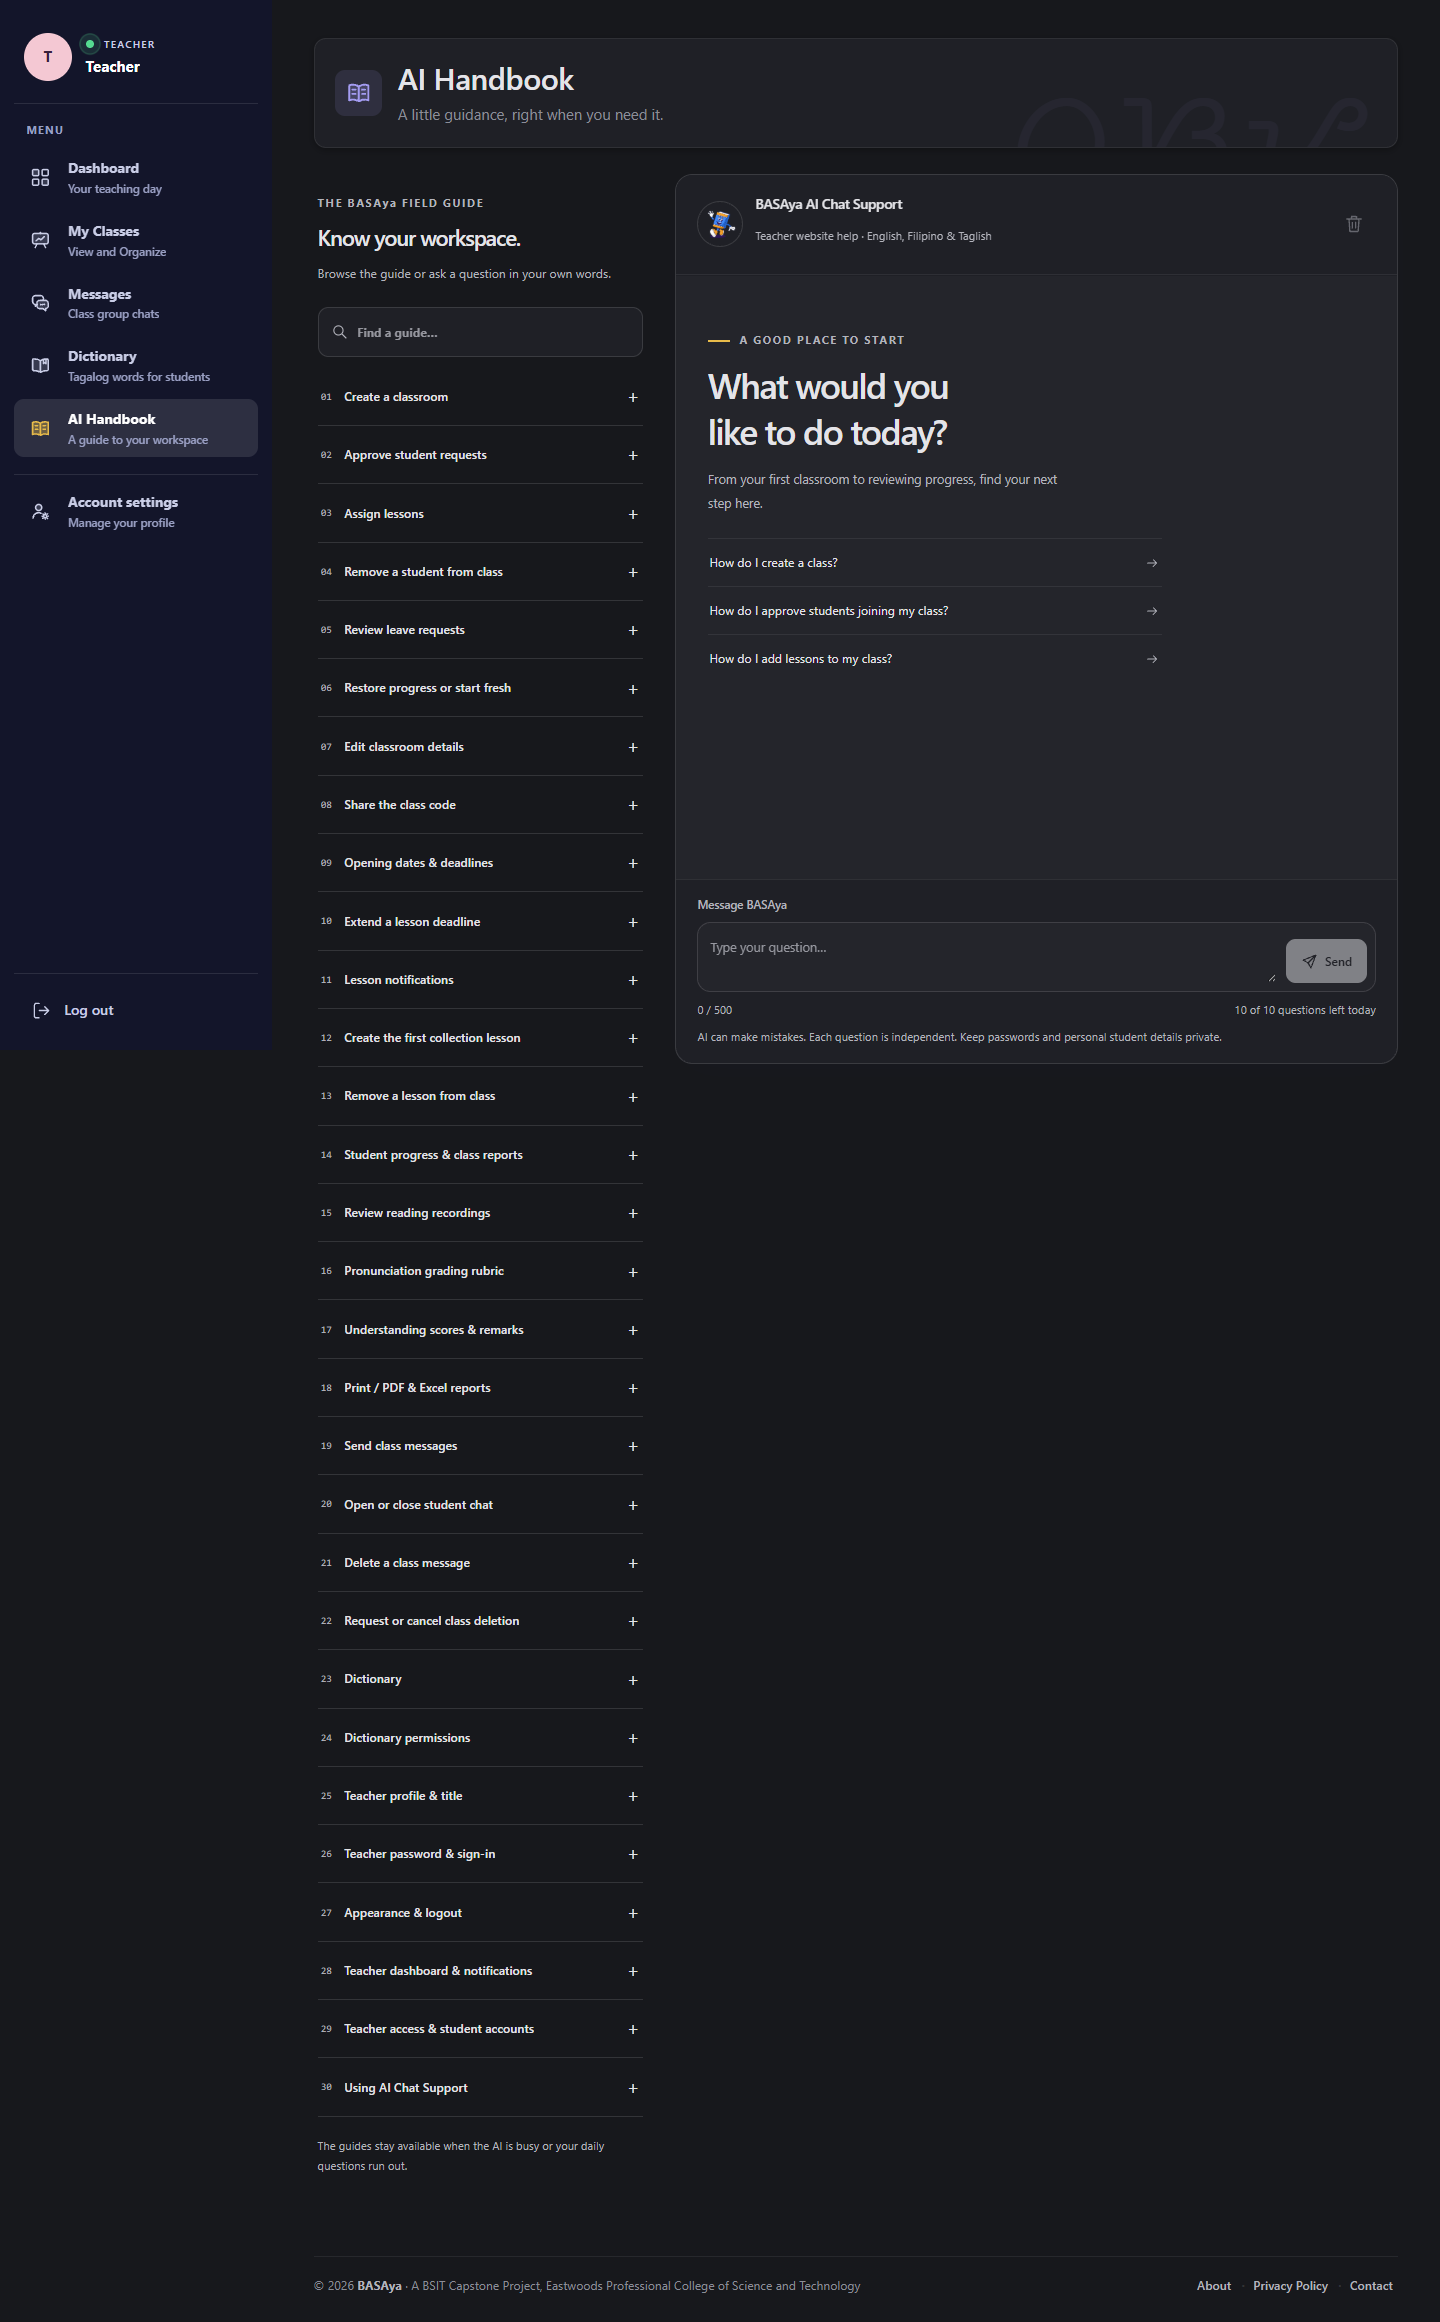 T
TEACHER
Teacher
MENU
Dashboard
Your teaching day
My Classes
View and Organize
Messages
Class group chats
Dictionary
Tagalog words for students
AI Handbook
A guide to your workspace
Account settings
Manage your profile
Log out
AI Handbook
A little guidance, right when you need it.
THE BASAya FIELD GUIDE
Know your workspace.
Browse the guide or ask a question in your own words.
Find a guide...
01 Create a classroom +
02 Approve student requests +
03 Assign lessons +
04 Remove a student from class +
05 Review leave requests +
06 Restore progress or start fresh +
07 Edit classroom details +
08 Share the class code +
09 Opening dates & deadlines +
10 Extend a lesson deadline +
11 Lesson notifications +
12 Create the first collection lesson +
13 Remove a lesson from class +
14 Student progress & class reports +
15 Review reading recordings +
16 Pronunciation grading rubric +
17 Understanding scores & remarks +
18 Print / PDF & Excel reports +
19 Send class messages +
20 Open or close student chat +
21 Delete a class message +
22 Request or cancel class deletion +
23 Dictionary +
24 Dictionary permissions +
25 Teacher profile & title +
26 Teacher password & sign-in +
27 Appearance & logout +
28 Teacher dashboard & notifications +
29 Teacher access & student accounts +
30 Using AI Chat Support +
The guides stay available when the AI is busy or your daily
questions run out.
BASAya AI Chat Support
Teacher website help · English, Filipino & Taglish
A GOOD PLACE TO START
What would you
like to do today?
From your first classroom to reviewing progress, find your next
step here.
How do I create a class? →
How do I approve students joining my class? →
How do I add lessons to my class? →
Message BASAya
Type your question...
Send
0 / 500
10 of 10 questions left today
AI can make mistakes. Each question is independent. Keep passwords and personal student details private.
© 2026 BASAya · A BSIT Capstone Project, Eastwoods Professional College of Science and Technology
About · Privacy Policy · Contact